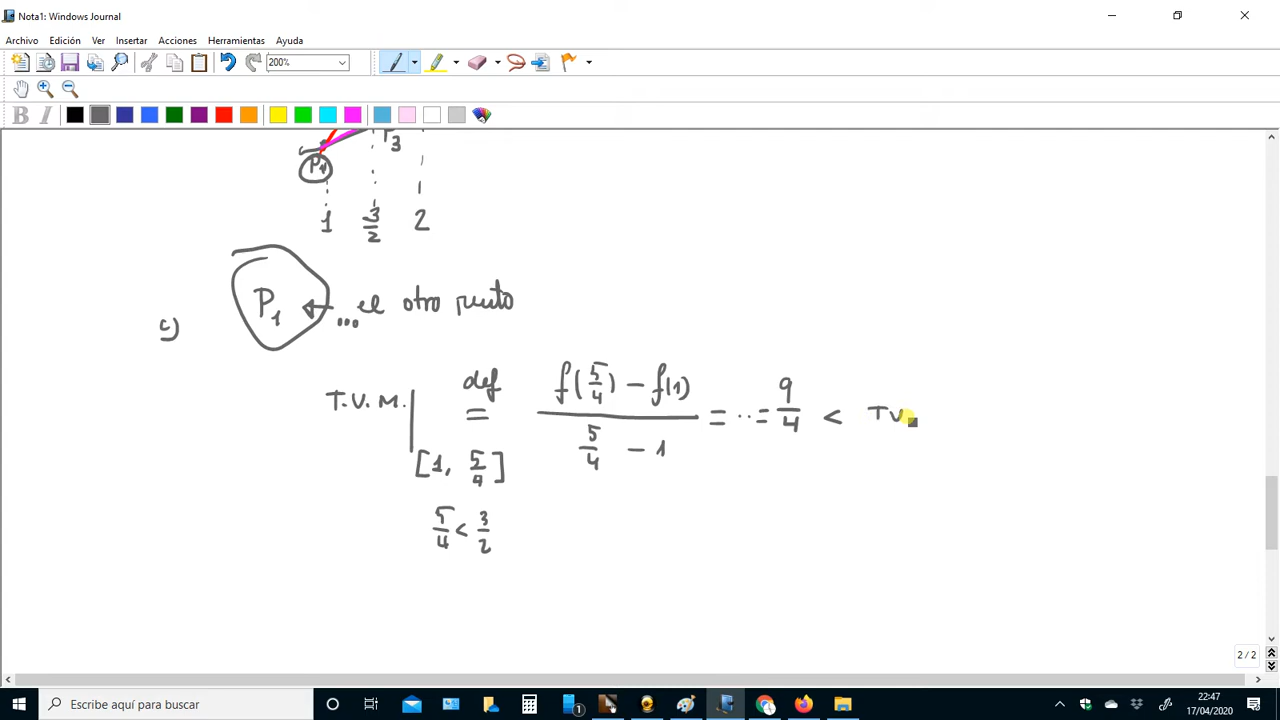 Nota1: Windows Journal
Archivo Edición Ver Insertar Acciones Herramientas Ayuda
200%
B I
P1 3
1 3/2 2
c) P1 ← ...el otro punto
T.V.M. | [1, 5/4] def = f(5/4) - f(1) / 5/4 - 1 = ... = 9/4 < TV.
5/4 < 3/2
2 / 2
Escribe aquí para buscar
1
22:47
17/04/2020